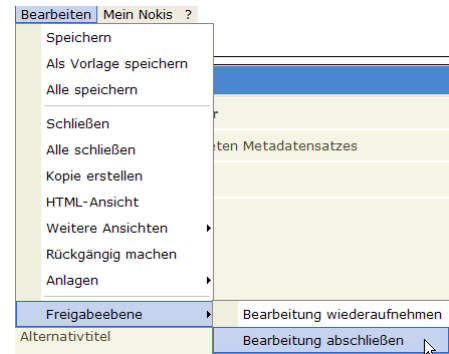 Bearbeiten Mein Nokis ?
Speichern
Als Vorlage speichern
Alle speichern
Schließen
Alle schließen
eten Metadatensatzes
Kopie erstellen
HTML-Ansicht
Weitere Ansichten
Rückgängig machen
Anlagen
Freigabeebene
Bearbeitung wiederaufnehmen
Alternativtitel
Bearbeitung abschließen